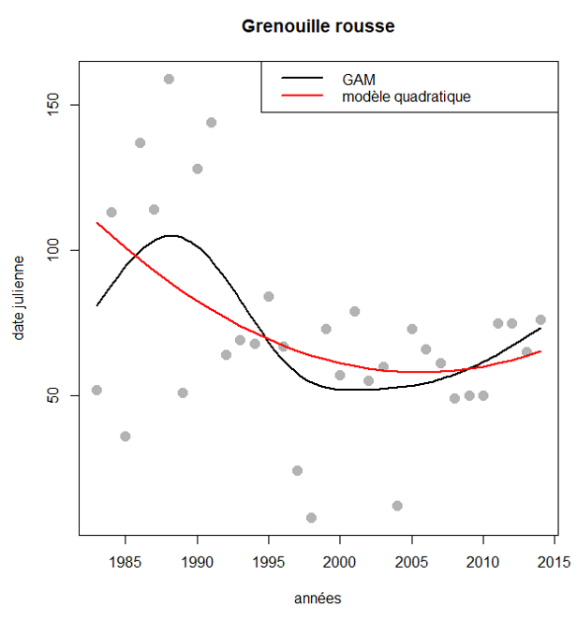 Grenouille rousse
GAM
modèle quadratique
date julienne
150
100
50
1985 1990 1995 2000 2005 2010 2015
années